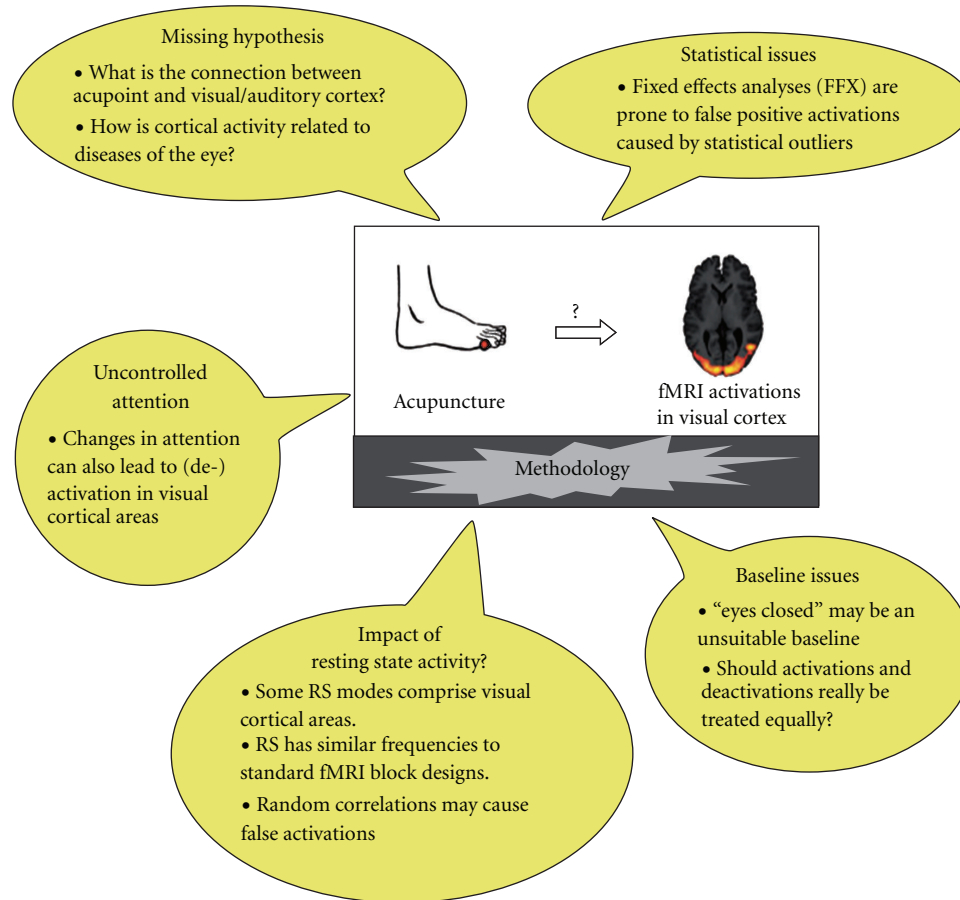 Missing hypothesis
• What is the connection between
acupoint and visual/auditory cortex?
• How is cortical activity related to
diseases of the eye?
Statistical issues
• Fixed effects analyses (FFX) are
prone to false positive activations
caused by statistical outliers
?
Acupuncture
fMRI activations
in visual cortex
Methodology
Uncontrolled
attention
• Changes in attention
can also lead to (de-)
activation in visual
cortical areas
Impact of
resting state activity?
• Some RS modes comprise visual
cortical areas.
• RS has similar frequencies to
standard fMRI block designs.
• Random correlations may cause
false activations
Baseline issues
• “eyes closed” may be an
unsuitable baseline
• Should activations and
deactivations really be
treated equally?